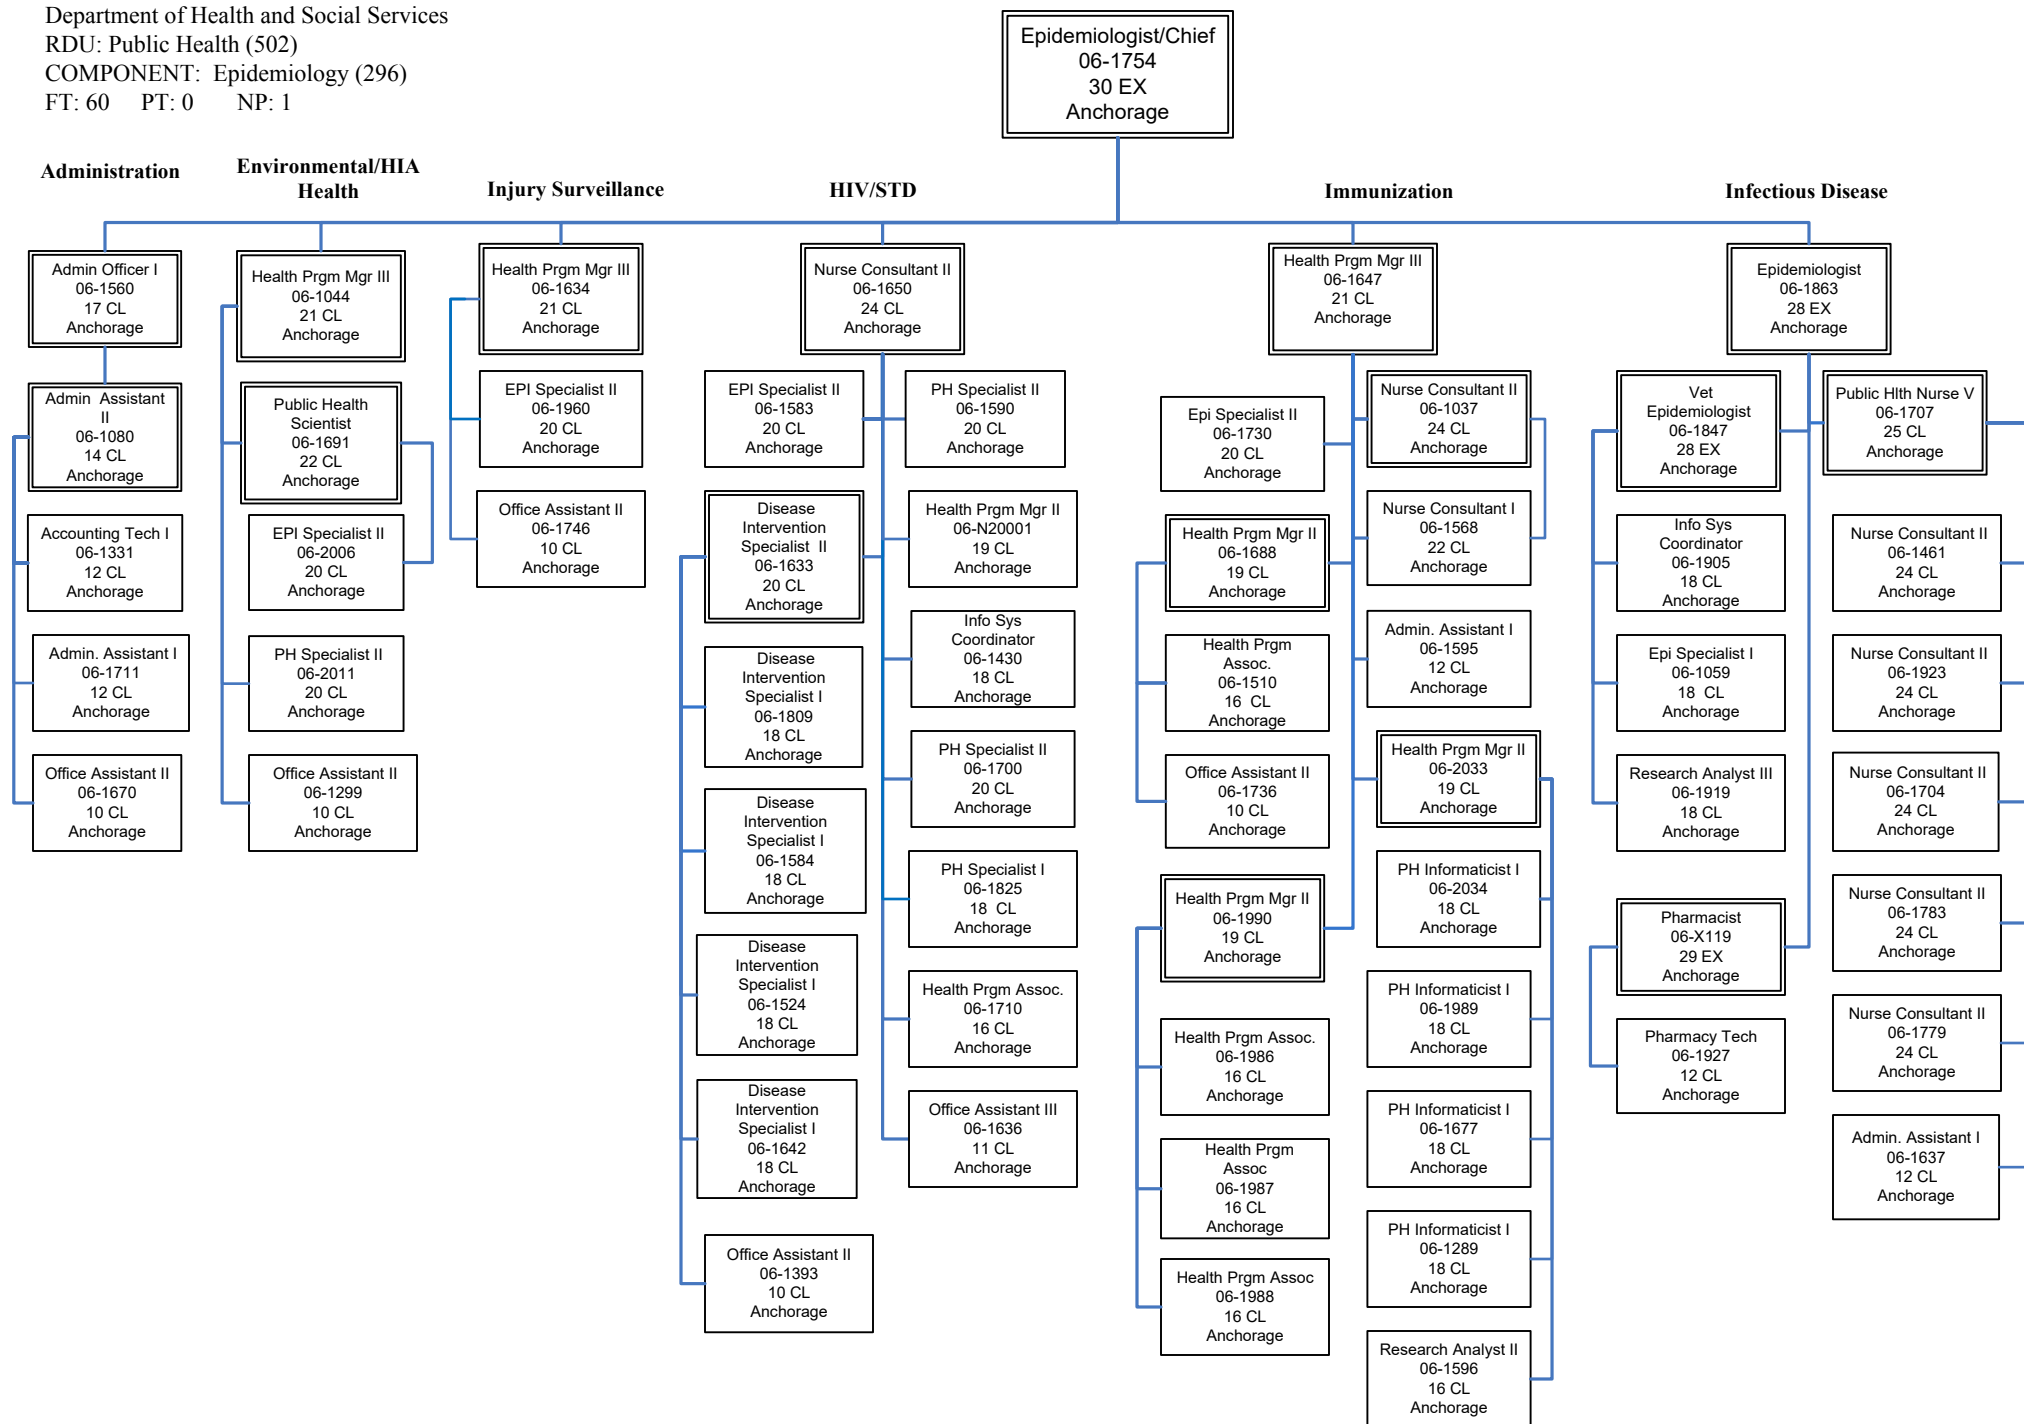 Department of Health and Social Services
RDU: Public Health (502)
COMPONENT: Epidemiology (296)
FT: 60 PT: 0 NP: 1
Epidemiologist/Chief
06-1754
30 EX
Anchorage
Administration
Environmental/HIA
Health
Injury Surveillance
HIV/STD
Immunization
Infectious Disease
Admin Officer I
06-1560
17 CL
Anchorage
Admin Assistant
II
06-1080
14 CL
Anchorage
Accounting Tech I
06-1331
12 CL
Anchorage
Admin. Assistant I
06-1711
12 CL
Anchorage
Office Assistant II
06-1670
10 CL
Anchorage
Health Prgm Mgr III
06-1044
21 CL
Anchorage
Public Health
Scientist
06-1691
22 CL
Anchorage
EPI Specialist II
06-2006
20 CL
Anchorage
PH Specialist II
06-2011
20 CL
Anchorage
Office Assistant II
06-1299
10 CL
Anchorage
Health Prgm Mgr III
06-1634
21 CL
Anchorage
EPI Specialist II
06-1960
20 CL
Anchorage
Office Assistant II
06-1746
10 CL
Anchorage
Nurse Consultant II
06-1650
24 CL
Anchorage
EPI Specialist II
06-1583
20 CL
Anchorage
Disease
Intervention
Specialist II
06-1633
20 CL
Anchorage
Disease
Intervention
Specialist I
06-1809
18 CL
Anchorage
Disease
Intervention
Specialist I
06-1584
18 CL
Anchorage
Disease
Intervention
Specialist I
06-1524
18 CL
Anchorage
Disease
Intervention
Specialist I
06-1642
18 CL
Anchorage
Office Assistant II
06-1393
10 CL
Anchorage
PH Specialist II
06-1590
20 CL
Anchorage
Health Prgm Mgr II
06-N20001
19 CL
Anchorage
Info Sys
Coordinator
06-1430
18 CL
Anchorage
PH Specialist II
06-1700
20 CL
Anchorage
PH Specialist I
06-1825
18 CL
Anchorage
Health Prgm Assoc.
06-1710
16 CL
Anchorage
Office Assistant III
06-1636
11 CL
Anchorage
Health Prgm Mgr III
06-1647
21 CL
Anchorage
Epi Specialist II
06-1730
20 CL
Anchorage
Health Prgm Mgr II
06-1688
19 CL
Anchorage
Health Prgm
Assoc.
06-1510
16 CL
Anchorage
Office Assistant II
06-1736
10 CL
Anchorage
Health Prgm Mgr II
06-1990
19 CL
Anchorage
Health Prgm Assoc.
06-1986
16 CL
Anchorage
Health Prgm
Assoc
06-1987
16 CL
Anchorage
Health Prgm Assoc
06-1988
16 CL
Anchorage
Nurse Consultant II
06-1037
24 CL
Anchorage
Nurse Consultant I
06-1568
22 CL
Anchorage
Admin. Assistant I
06-1595
12 CL
Anchorage
Health Prgm Mgr II
06-2033
19 CL
Anchorage
PH Informaticist I
06-2034
18 CL
Anchorage
PH Informaticist I
06-1989
18 CL
Anchorage
PH Informaticist I
06-1677
18 CL
Anchorage
PH Informaticist I
06-1289
18 CL
Anchorage
Research Analyst II
06-1596
16 CL
Anchorage
Epidemiologist
06-1863
28 EX
Anchorage
Vet
Epidemiologist
06-1847
28 EX
Anchorage
Info Sys
Coordinator
06-1905
18 CL
Anchorage
Epi Specialist I
06-1059
18 CL
Anchorage
Research Analyst III
06-1919
18 CL
Anchorage
Pharmacist
06-X119
29 EX
Anchorage
Pharmacy Tech
06-1927
12 CL
Anchorage
Public Hlth Nurse V
06-1707
25 CL
Anchorage
Nurse Consultant II
06-1461
24 CL
Anchorage
Nurse Consultant II
06-1923
24 CL
Anchorage
Nurse Consultant II
06-1704
24 CL
Anchorage
Nurse Consultant II
06-1783
24 CL
Anchorage
Nurse Consultant II
06-1779
24 CL
Anchorage
Admin. Assistant I
06-1637
12 CL
Anchorage